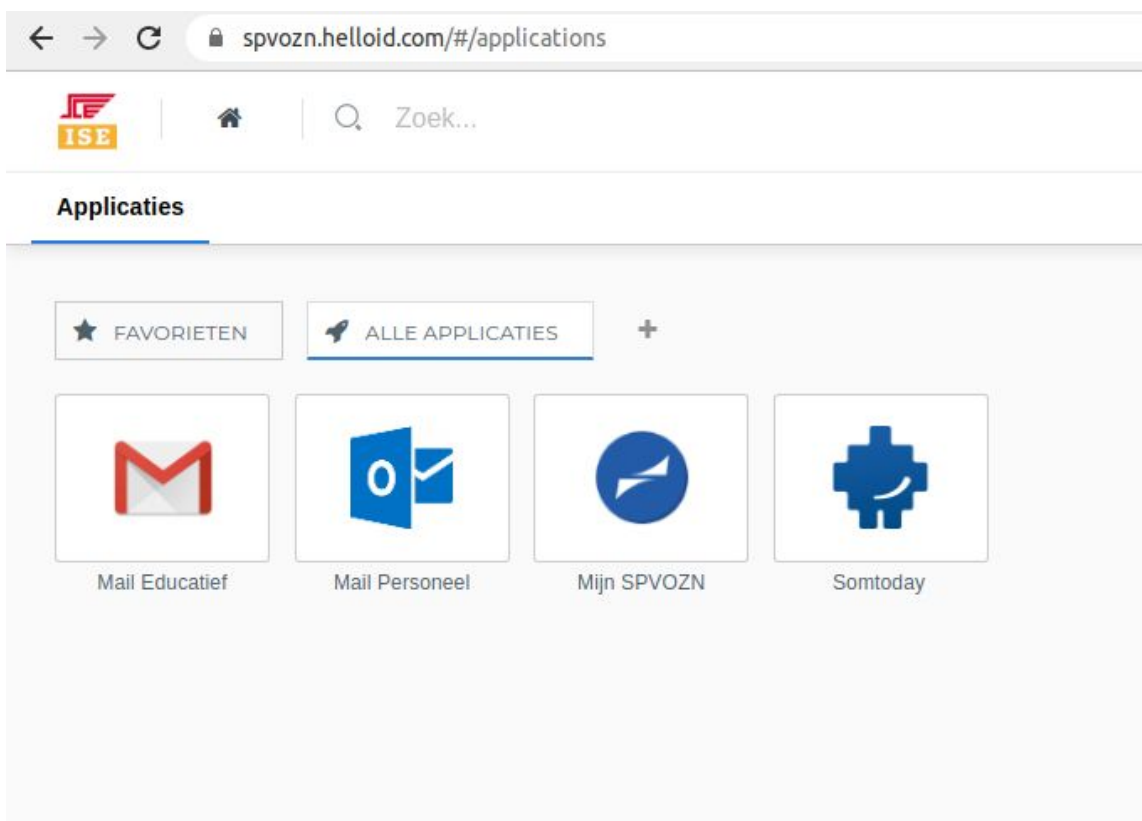 spvozn.helloid.com/#/applications
ISE
Zoek...
Applicaties
FAVORIETEN
ALLE APPLICATIES
+
Mail Educatief
Mail Personeel
Mijn SPVOZN
Somtoday